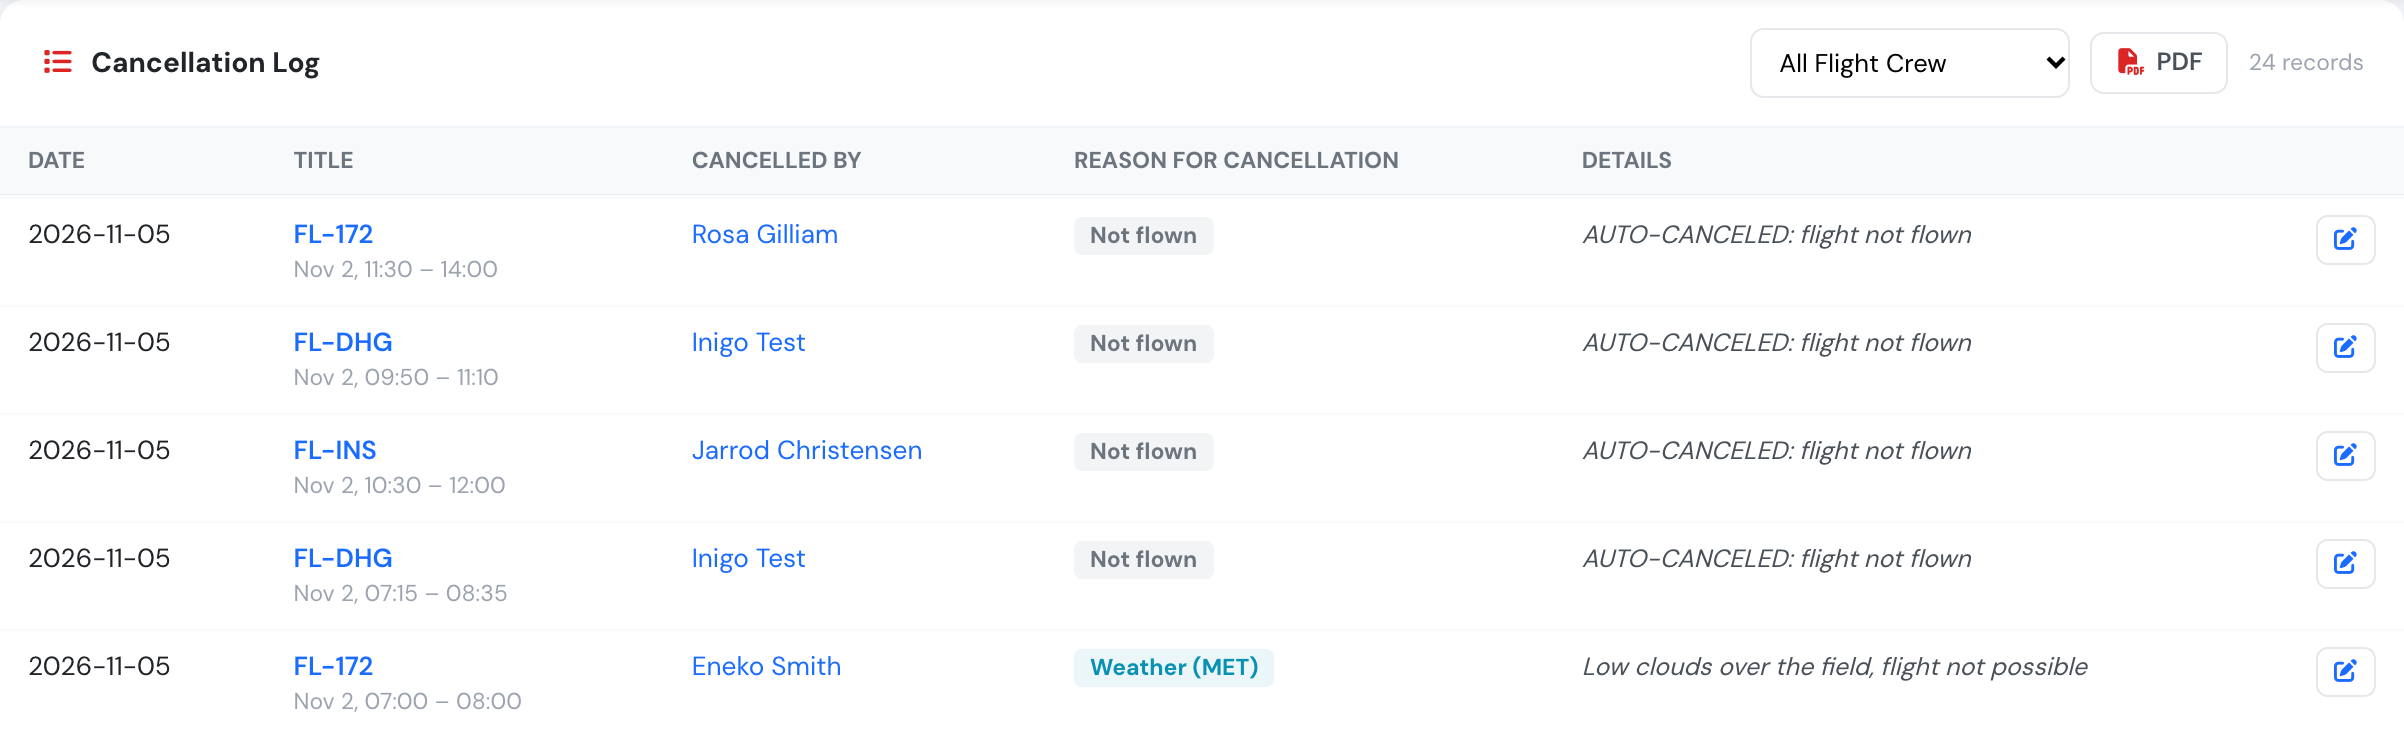 Cancellation Log
All Flight Crew
PDF
PDF
24 records
DATE TITLE CANCELLED BY REASON FOR CANCELLATION DETAILS
2026-11-05 FL-172 Rosa Gilliam Not flown AUTO-CANCELED: flight not flown
Nov 2, 11:30 – 14:00
2026-11-05 FL-DHG Inigo Test Not flown AUTO-CANCELED: flight not flown
Nov 2, 09:50 – 11:10
2026-11-05 FL-INS Jarrod Christensen Not flown AUTO-CANCELED: flight not flown
Nov 2, 10:30 – 12:00
2026-11-05 FL-DHG Inigo Test Not flown AUTO-CANCELED: flight not flown
Nov 2, 07:15 – 08:35
2026-11-05 FL-172 Eneko Smith Weather (MET) Low clouds over the field, flight not possible
Nov 2, 07:00 – 08:00